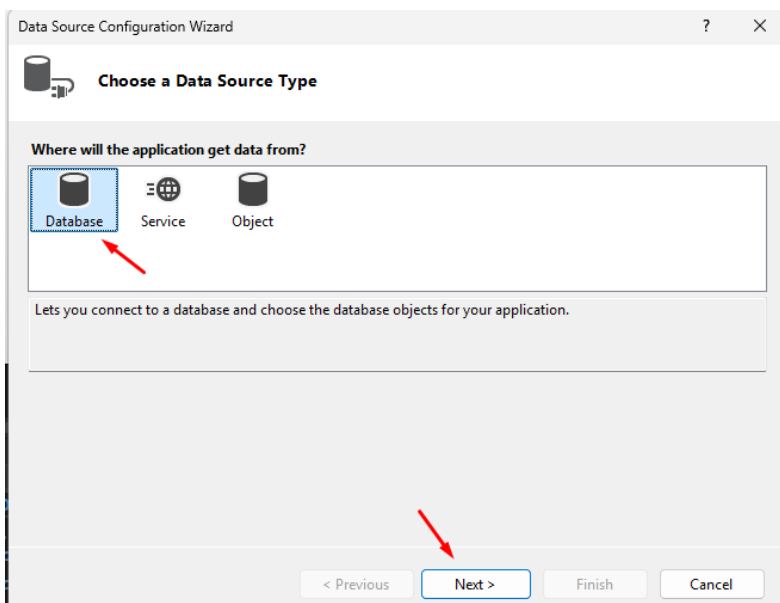 Data Source Configuration Wizard ?
Choose a Data Source Type
Where will the application get data from?
Database Service Object
Lets you connect to a database and choose the database objects for your application.
< Previous Next > Finish Cancel